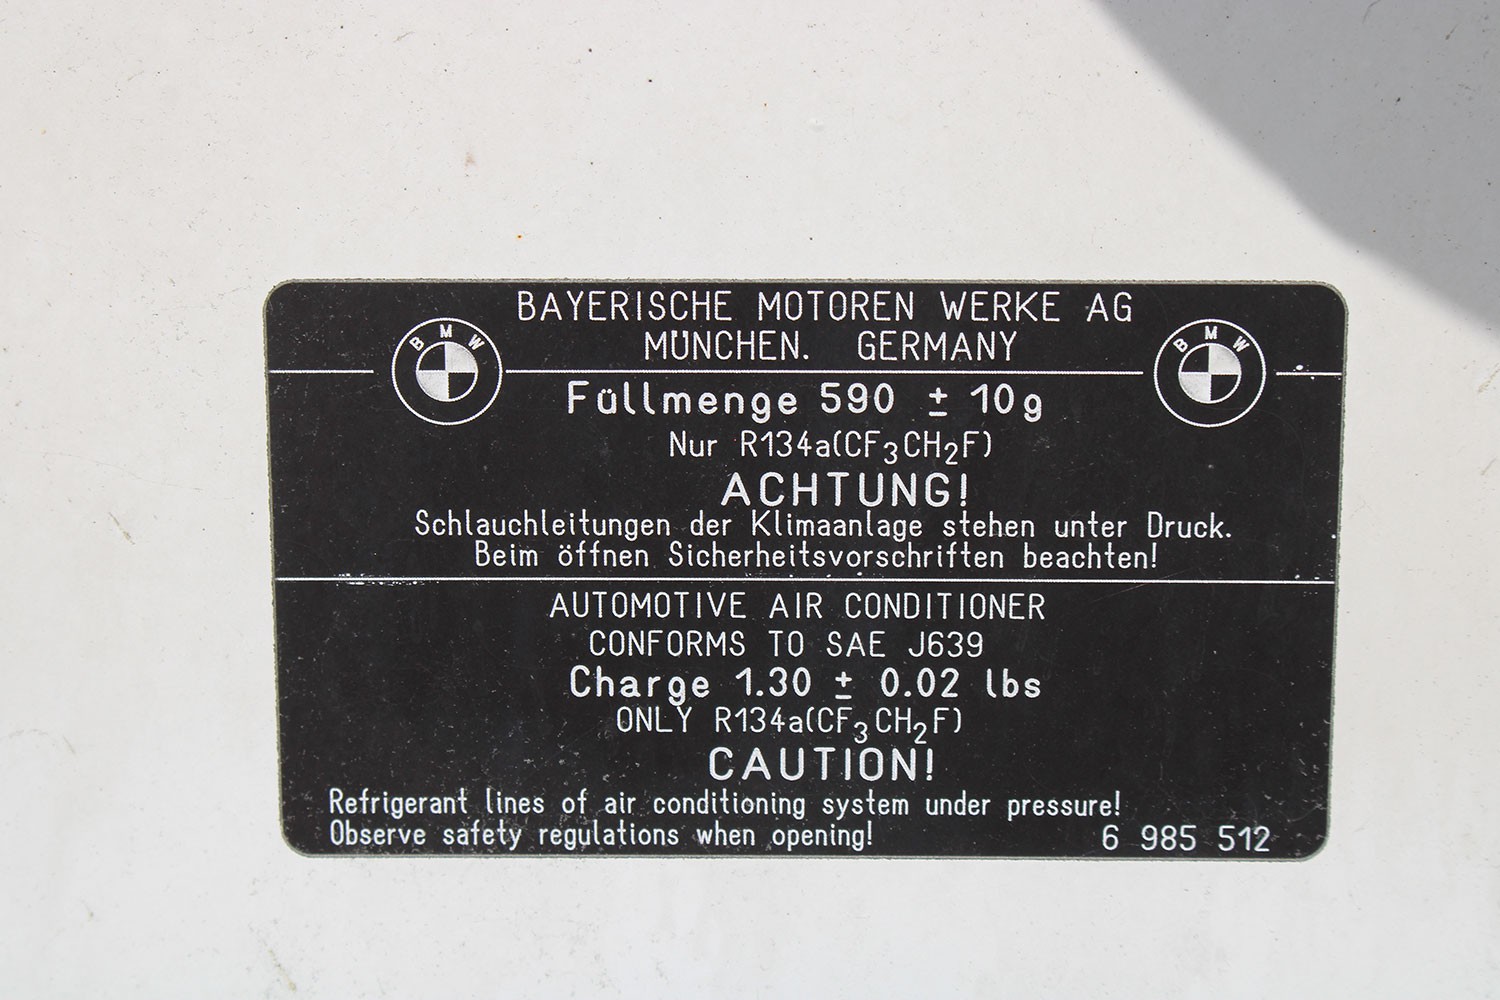 BAYERISCHE MOTOREN WERKE AG
MÜNCHEN. GERMANY
BMW
BMW
Füllmenge 590 ± 10g
Nur R134a(CF₃CH₂F)
ACHTUNG!
Schlauchleitungen der Klimaanlage stehen unter Druck.
Beim öffnen Sicherheitsvorschriften beachten!
AUTOMOTIVE AIR CONDITIONER
CONFORMS TO SAE J639
Charge 1.30 ± 0.02 lbs
ONLY R134a(CF₃CH₂F)
CAUTION!
Refrigerant lines of air conditioning system under pressure!
Observe safety regulations when opening! 6 985 512